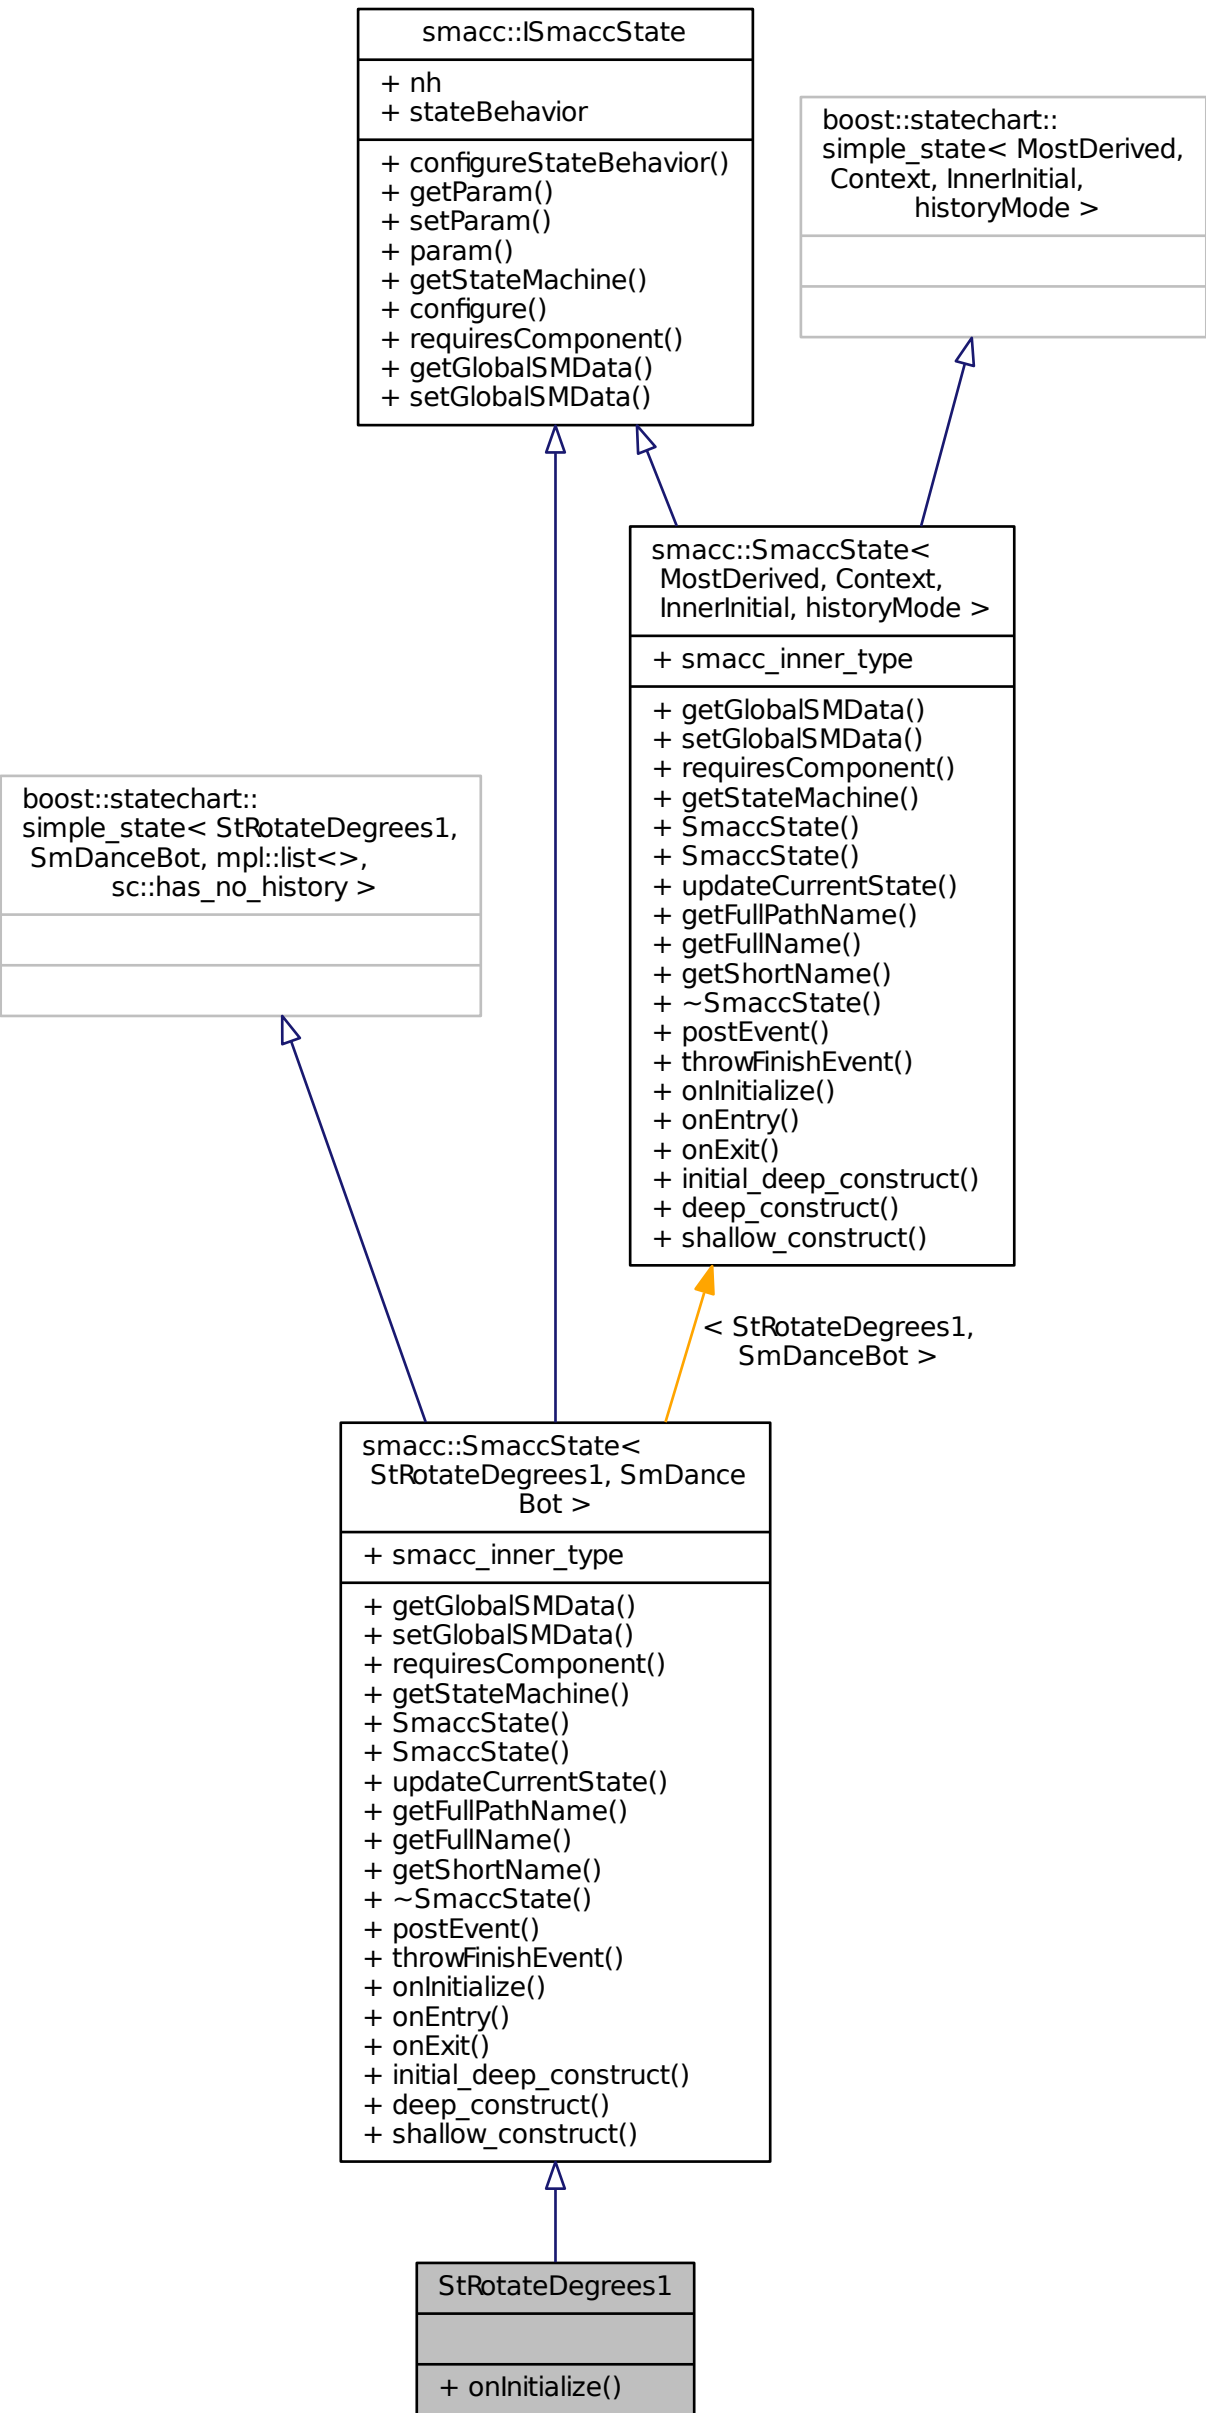 smacc::ISmaccState
+ nh
+ stateBehavior
+ configureStateBehavior()
+ getParam()
+ setParam()
+ param()
+ getStateMachine()
+ configure()
+ requiresComponent()
+ getGlobalSMData()
+ setGlobalSMData()
boost::statechart::
simple_state< MostDerived,
Context, InnerInitial,
historyMode >
smacc::SmaccState<
MostDerived, Context,
InnerInitial, historyMode >
+ smacc_inner_type
+ getGlobalSMData()
+ setGlobalSMData()
+ requiresComponent()
+ getStateMachine()
+ SmaccState()
+ SmaccState()
+ updateCurrentState()
+ getFullPathName()
+ getFullName()
+ getShortName()
+ ~SmaccState()
+ postEvent()
+ throwFinishEvent()
+ onInitialize()
+ onEntry()
+ onExit()
+ initial_deep_construct()
+ deep_construct()
+ shallow_construct()
boost::statechart::
simple_state< StRotateDegrees1,
SmDanceBot, mpl::list<>,
sc::has_no_history >
< StRotateDegrees1,
SmDanceBot >
smacc::SmaccState<
StRotateDegrees1, SmDance
Bot >
+ smacc_inner_type
+ getGlobalSMData()
+ setGlobalSMData()
+ requiresComponent()
+ getStateMachine()
+ SmaccState()
+ SmaccState()
+ updateCurrentState()
+ getFullPathName()
+ getFullName()
+ getShortName()
+ ~SmaccState()
+ postEvent()
+ throwFinishEvent()
+ onInitialize()
+ onEntry()
+ onExit()
+ initial_deep_construct()
+ deep_construct()
+ shallow_construct()
StRotateDegrees1
+ onInitialize()